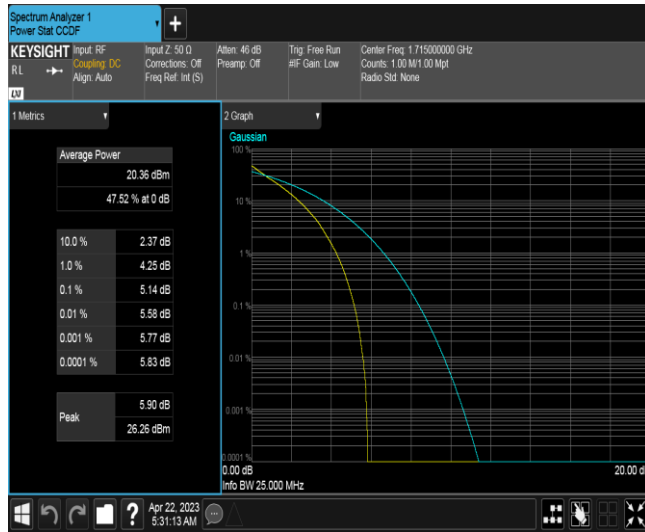 Spectrum Analyzer 1
Power Stat CCDF
+
KEYSIGHT
RL
LXI
Input: RF
Coupling: DC
Align: Auto
Input Z: 50 Ω
Corrections: Off
Freq Ref: Int (S)
Atten: 46 dB
Preamp: Off
Trig: Free Run
#IF Gain: Low
Center Freq: 1.715000000 GHz
Counts: 1.00 M/1.00 Mpt
Radio Std: None
1 Metrics
Average Power
20.36 dBm
47.52 % at 0 dB
10.0 % 2.37 dB
1.0 % 4.25 dB
0.1 % 5.14 dB
0.01 % 5.58 dB
0.001 % 5.77 dB
0.0001 % 5.83 dB
Peak
5.90 dB
26.26 dBm
2 Graph
Gaussian
100 %
10 %
1 %
0.1 %
0.01 %
0.001 %
0.0001 %
0.00 dB
20.00 d
Info BW 25.000 MHz
?
Apr 22, 2023
5:31:13 AM